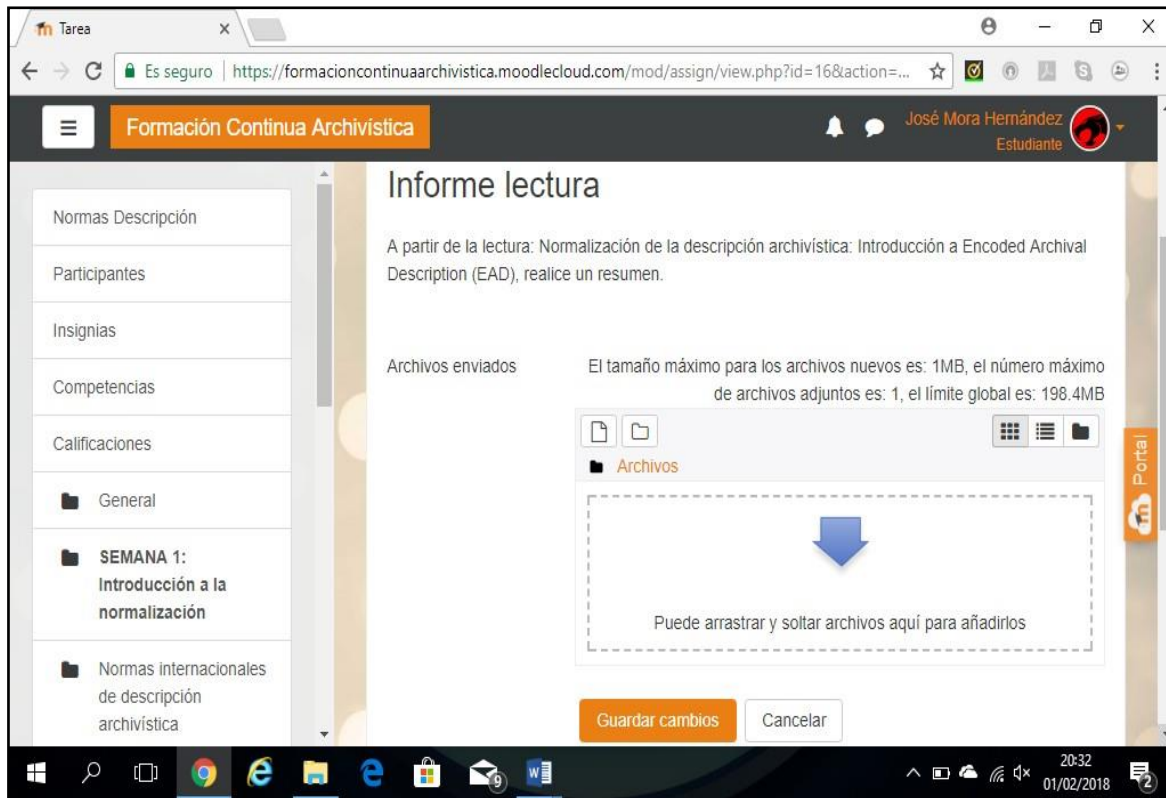 Tarea
Es seguro | https://formacioncontinuaarchivistica.moodlecloud.com/mod/assign/view.php?id=16&action=...
Formación Continua Archivística
José Mora Hernández
Estudiante
Normas Descripción
Participantes
Insignias
Competencias
Calificaciones
General
SEMANA 1:
Introducción a la
normalización
Normas internacionales
de descripción
archivística
Informe lectura
A partir de la lectura: Normalización de la descripción archivística: Introducción a Encoded Archival
Description (EAD), realice un resumen.
Archivos enviados
El tamaño máximo para los archivos nuevos es: 1MB, el número máximo
de archivos adjuntos es: 1, el límite global es: 198.4MB
Archivos
Puede arrastrar y soltar archivos aquí para añadirlos
Guardar cambios
Cancelar
Portal
9
20:32
01/02/2018
2